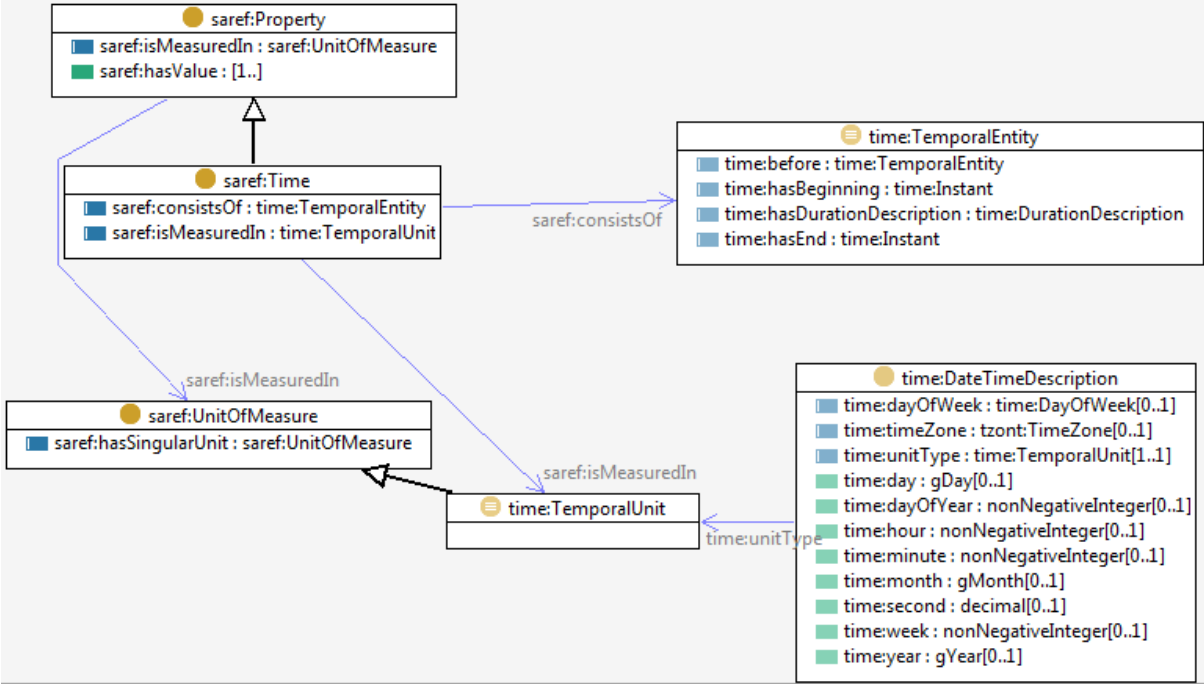 saref:Property
saref:isMeasuredIn : saref:UnitOfMeasure
saref:hasValue : [1..]
saref:Time
saref:consistsOf : time:TemporalEntity
saref:isMeasuredIn : time:TemporalUnit
saref:consistsOf
time:TemporalEntity
time:before : time:TemporalEntity
time:hasBeginning : time:Instant
time:hasDurationDescription : time:DurationDescription
time:hasEnd : time:Instant
saref:isMeasuredIn
saref:UnitOfMeasure
saref:hasSingularUnit : saref:UnitOfMeasure
saref:isMeasuredIn
time:TemporalUnit
time:unitType
time:DateTimeDescription
time:dayOfWeek : time:DayOfWeek[0..1]
time:timeZone : tzont:TimeZone[0..1]
time:unitType : time:TemporalUnit[1..1]
time:day : gDay[0..1]
time:dayOfYear : nonNegativeInteger[0..1]
time:hour : nonNegativeInteger[0..1]
time:minute : nonNegativeInteger[0..1]
time:month : gMonth[0..1]
time:second : decimal[0..1]
time:week : nonNegativeInteger[0..1]
time:year : gYear[0..1]